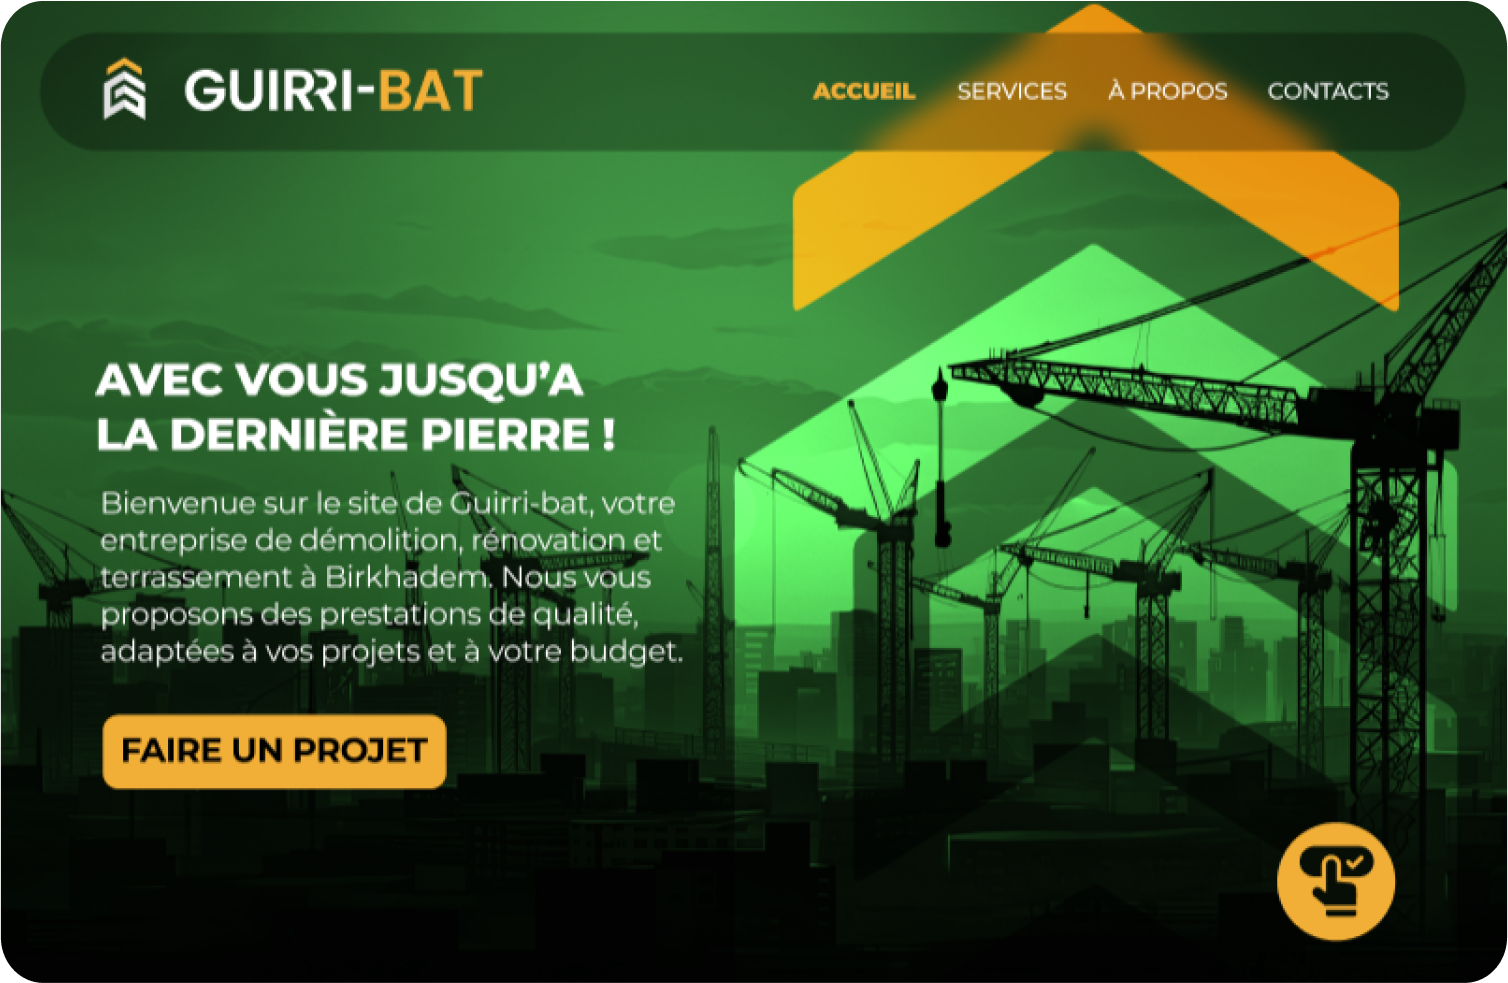 GUIRRI-BAT
ACCUEIL SERVICES À PROPOS CONTACTS
AVEC VOUS JUSQU’A
LA DERNIÈRE PIERRE !
Bienvenue sur le site de Guirri-bat, votre
entreprise de démolition, rénovation et
terrassement à Birkhadem. Nous vous
proposons des prestations de qualité,
adaptées à vos projets et à votre budget.
FAIRE UN PROJET